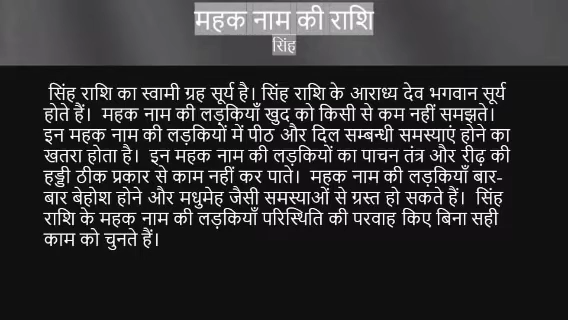 महक नाम की राशि
सिंह
सिंह राशि का स्वामी ग्रह सूर्य है। सिंह राशि के आराध्य देव भगवान सूर्य
होते हैं। महक नाम की लड़कियाँ खुद को किसी से कम नहीं समझते।
इन महक नाम की लड़कियों में पीठ और दिल सम्बन्धी समस्याएं होने का
खतरा होता है। इन महक नाम की लड़कियों का पाचन तंत्र और रीढ़ की
हड्डी ठीक प्रकार से काम नहीं कर पाते। महक नाम की लड़कियाँ बार-
बार बेहोश होने और मधुमेह जैसी समस्याओं से ग्रस्त हो सकते हैं। सिंह
राशि के महक नाम की लड़कियाँ परिस्थिति की परवाह किए बिना सही
काम को चुनते हैं।